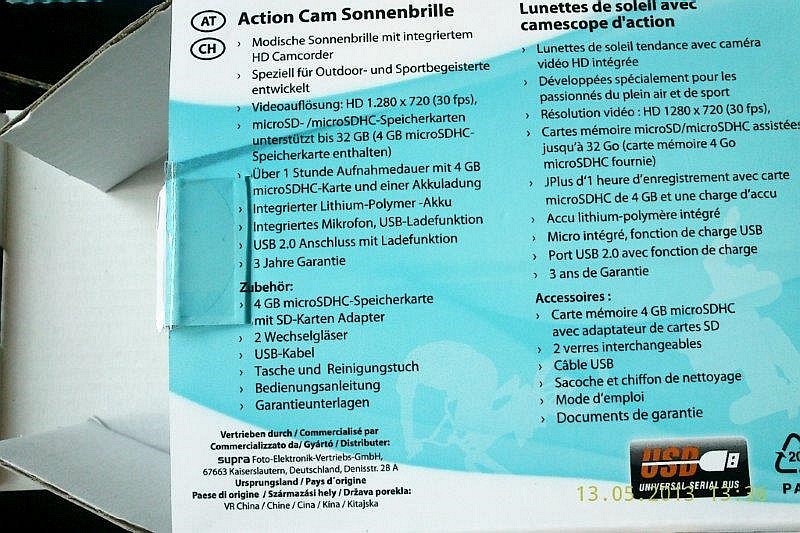 AT
CH
Action Cam Sonnenbrille
› Modische Sonnenbrille mit integriertem
HD Camcorder
› Speziell für Outdoor- und Sportbegeisterte
entwickelt
› Videoauflösung: HD 1.280 x 720 (30 fps),
› microSD- /microSDHC-Speicherkarten
unterstützt bis 32 GB (4 GB microSDHC-
Speicherkarte enthalten)
› Über 1 Stunde Aufnahmedauer mit 4 GB
microSDHC-Karte und einer Akkuladung
› Integrierter Lithium-Polymer -Akku
› Integriertes Mikrofon, USB-Ladefunktion
› USB 2.0 Anschluss mit Ladefunktion
› 3 Jahre Garantie
Zubehör:
› 4 GB microSDHC-Speicherkarte
mit SD-Karten Adapter
› 2 Wechselgläser
› USB-Kabel
› Tasche und Reinigungstuch
› Bedienungsanleitung
› Garantieunterlagen
Vertrieben durch / Commercialisé par
Commercializzato da/ Gyártó / Distributer:
supra Foto-Elektronik-Vertriebs-GmbH,
67663 Kaiserslautern, Deutschland, Denisstr. 28 A
Ursprungsland / Pays d´origine
Paese di origine / Származási hely / Država porekla:
VR China / Chine / Cina / Kína / Kitajska
Lunettes de soleil avec
camescope d'action
› Lunettes de soleil tendance avec caméra
vidéo HD intégrée
› Développées spécialement pour les
passionnés du plein air et de sport
› Résolution vidéo : HD 1280 x 720 (30 fps),
› Cartes mémoire microSD/microSDHC assistées
jusqu'à 32 Go (carte mémoire 4 Go
microSDHC fournie)
› JPlus d'1 heure d'enregistrement avec carte
microSDHC de 4 GB et une charge d'accu
› Accu lithium-polymère intégré
› Micro intégré, fonction de charge USB
› Port USB 2.0 avec fonction de charge
› 3 ans de Garantie
Accessoires :
› Carte mémoire 4 GB microSDHC
avec adaptateur de cartes SD
› 2 verres interchangeables
› Câble USB
› Sacoche et chiffon de nettoyage
› Mode d'emploi
› Documents de garantie
USB
UNIVERSAL SERIAL BUS
20
PA
13.05.2013